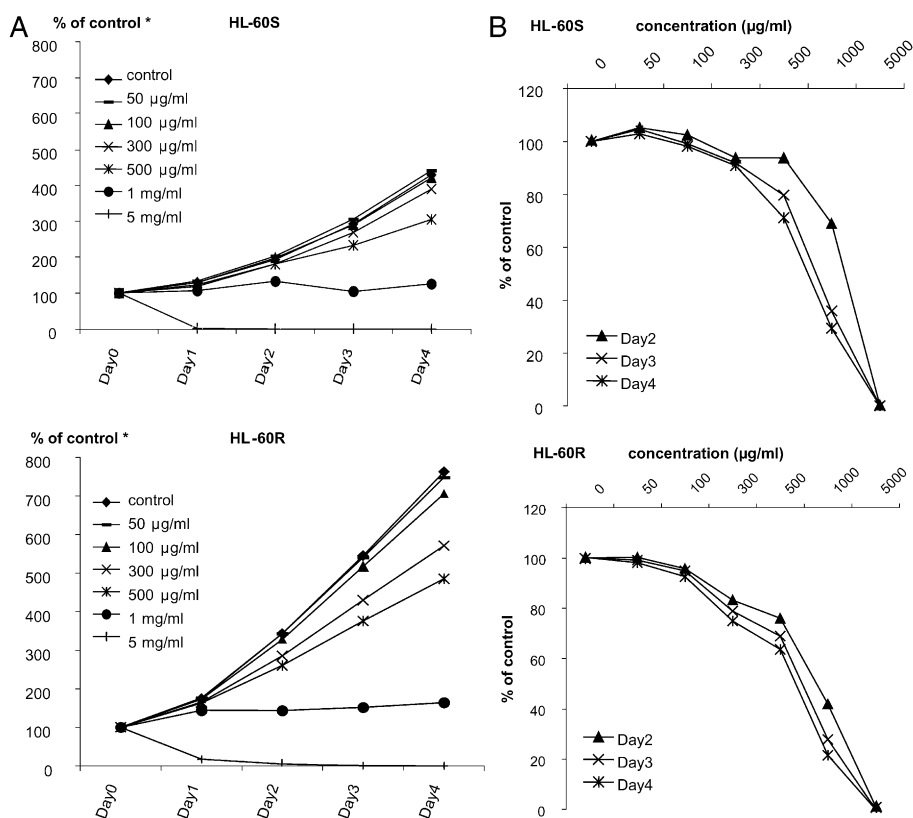 A
% of control *
HL-60S
800
700
600
500
400
300
200
100
0
control
50 µg/ml
100 µg/ml
300 µg/ml
500 µg/ml
1 mg/ml
5 mg/ml
Day0
Day1
Day2
Day3
Day4
B
HL-60S
concentration (µg/ml)
0
50
100
300
500
1000
5000
120
100
80
60
40
20
0
% of control
Day2
Day3
Day4
% of control *
HL-60R
800
700
600
500
400
300
200
100
0
control
50 µg/ml
100 µg/ml
300 µg/ml
500 µg/ml
1 mg/ml
5 mg/ml
Day0
Day1
Day2
Day3
Day4
HL-60R
concentration (µg/ml)
0
50
100
300
500
1000
5000
120
100
80
60
40
20
0
% of control
Day2
Day3
Day4